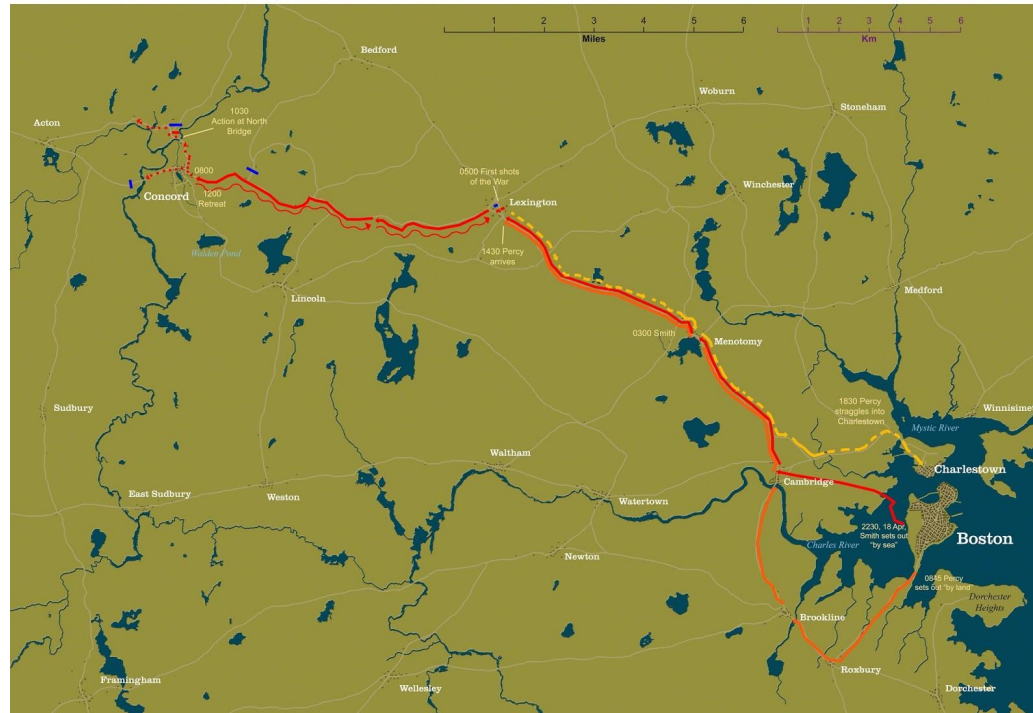 1 2 3 4 5 6
Miles
1 2 3 4 5 6
Km
Bedford
Woburn
Stoneham
Acton
1030
Action at North
Bridge
0800
Concord
1200
Retreat
0500 First shots
of the War
Lexington
Winchester
1430 Percy
arrives
Walden Pond
Lincoln
Medford
0300 Smith
Menotomy
Sudbury
1830 Percy
straggles into
Charlestown
Winnisimet
Mystic River
Waltham
Charlestown
Cambridge
East Sudbury
Weston
Watertown
2230, 18 Apr,
Smith sets out
"by sea"
Boston
Charles River
Newton
0845 Percy
sets out "by land"
Dorchester
Heights
Brookline
Roxbury
Framingham
Wellesley
Dorchester